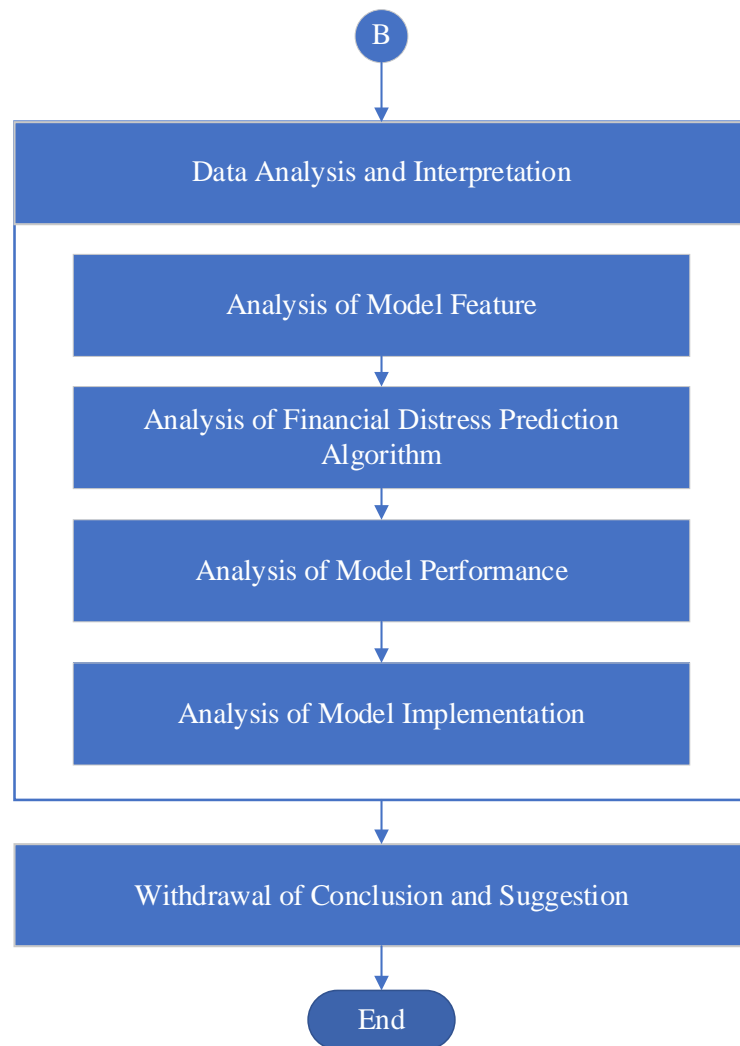 B
Data Analysis and Interpretation
Analysis of Model Feature
Analysis of Financial Distress Prediction
Algorithm
Analysis of Model Performance
Analysis of Model Implementation
Withdrawal of Conclusion and Suggestion
End